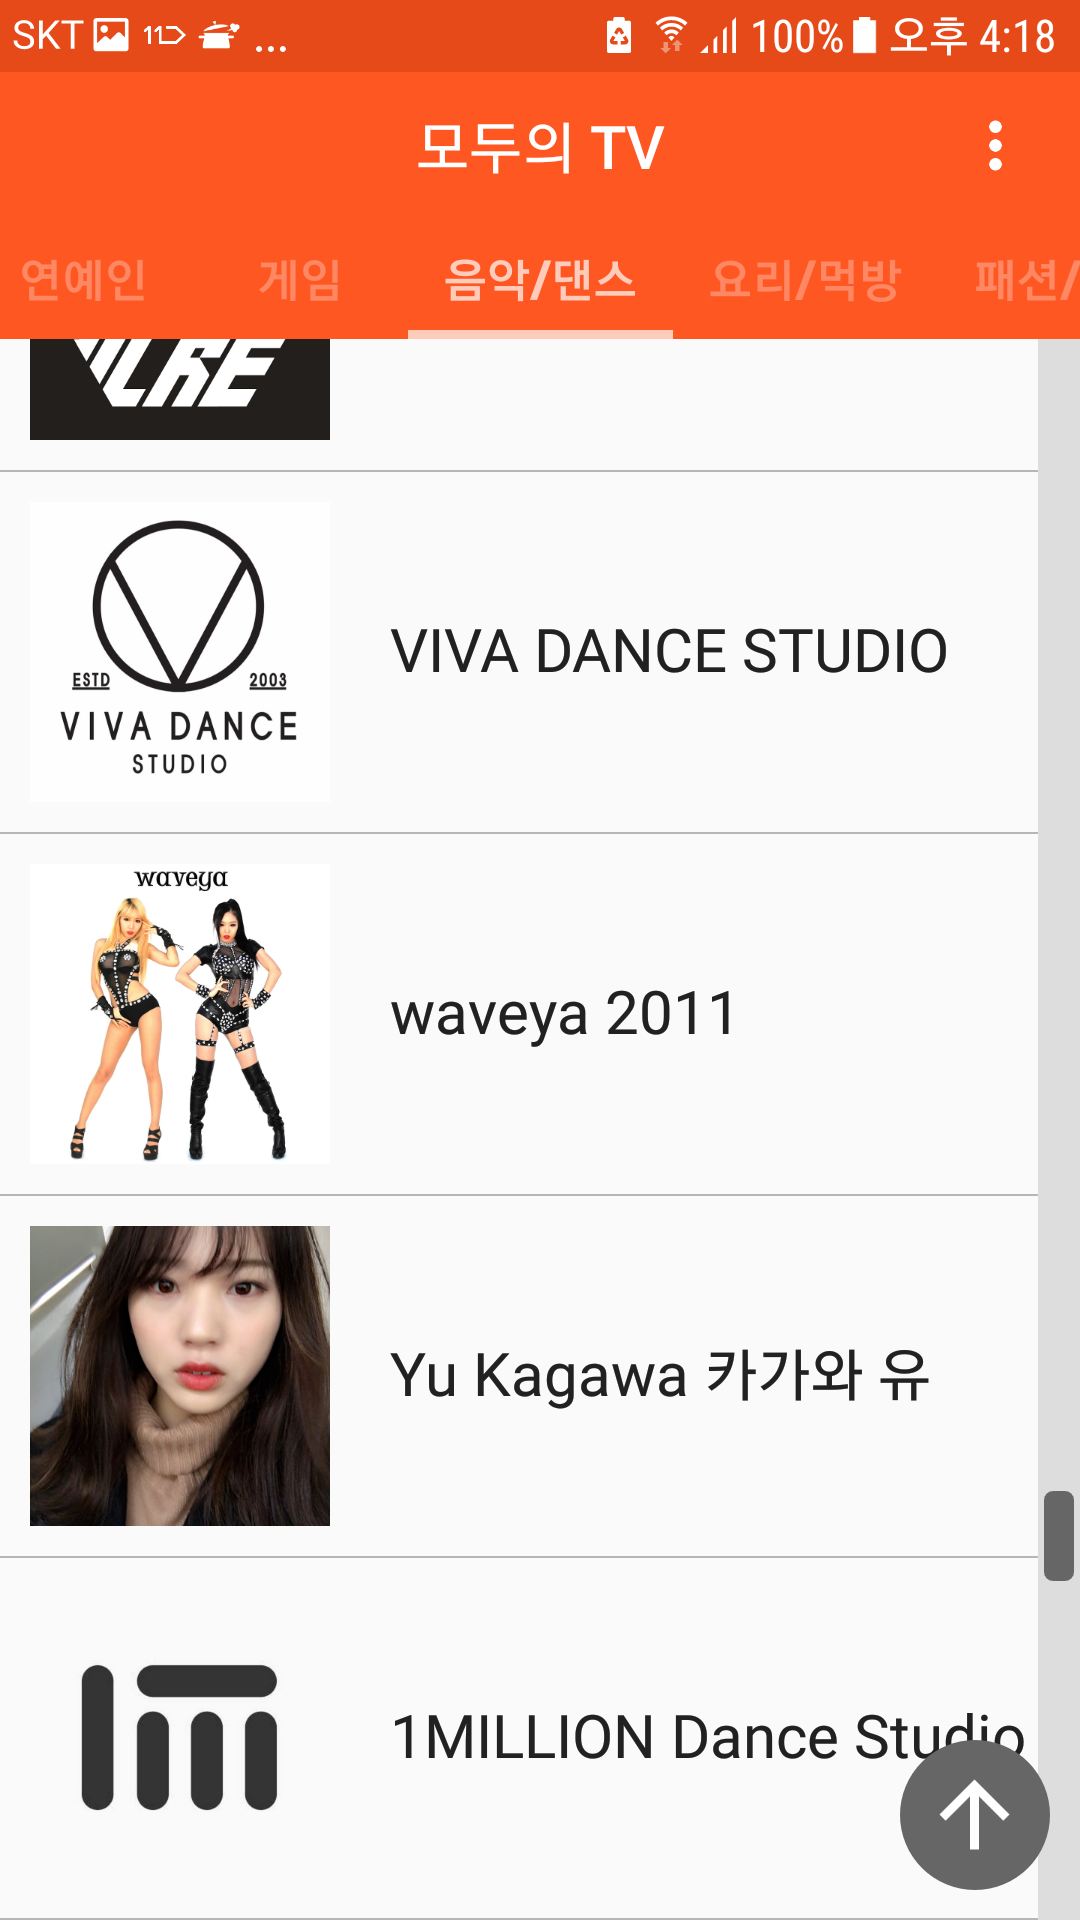 SKT 11 ... 100% 오후 4:18
모두의 TV
연예인 게임 음악/댄스 요리/먹방 패션/
VIVA DANCE STUDIO
ESTD 2003
VIVA DANCE
STUDIO
waveya
waveya 2011
Yu Kagawa 카가와 유
1MILLION Dance Studio